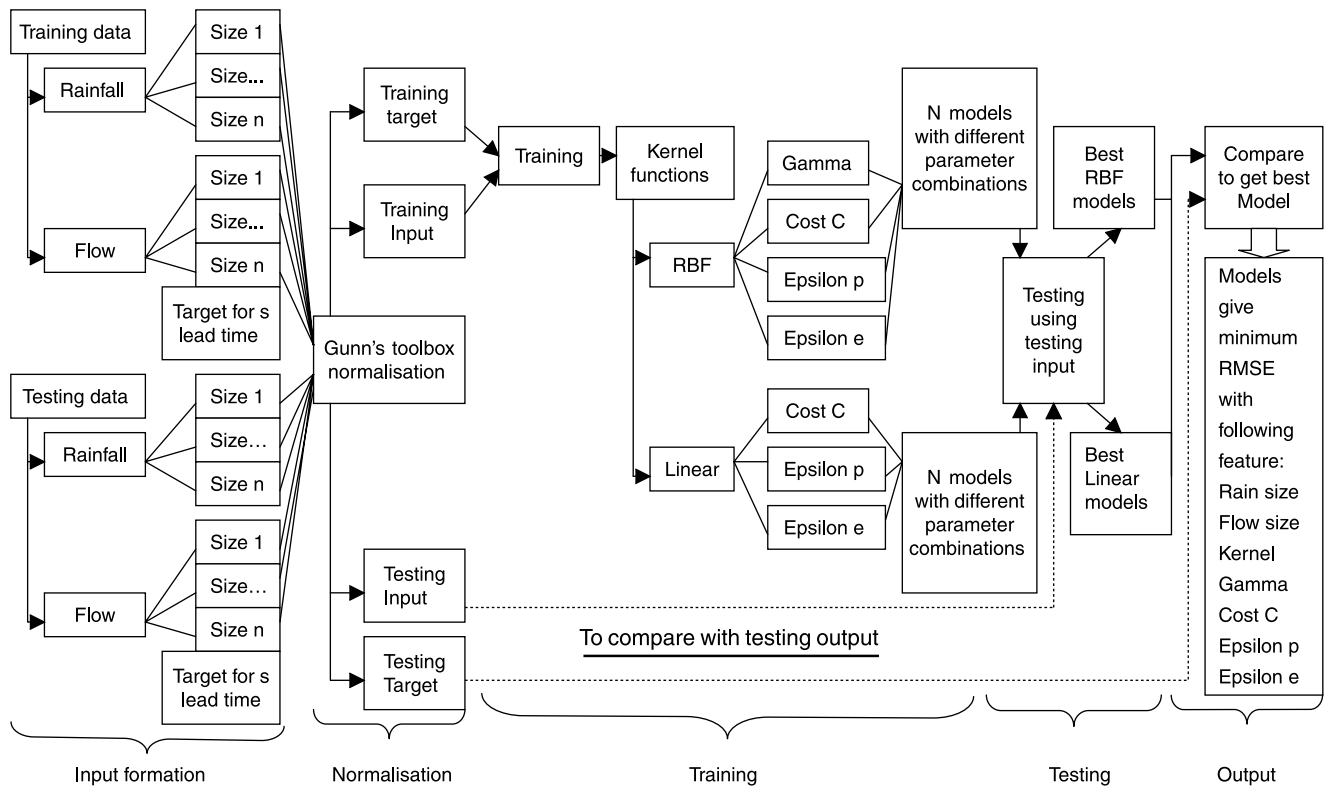 Training data
Rainfall
Size 1
Size...
Size n
Flow
Size 1
Size...
Size n
Target for s
lead time
Testing data
Rainfall
Size 1
Size...
Size n
Flow
Size 1
Size...
Size n
Target for s
lead time
Gunn's toolbox
normalisation
Training
target
Training
Input
Testing
Input
Testing
Target
Training
Kernel
functions
RBF
Gamma
Cost C
Epsilon p
Epsilon e
Linear
Cost C
Epsilon p
Epsilon e
N models
with different
parameter
combinations
N models
with different
parameter
combinations
To compare with testing output
Testing
using
testing
input
Best
RBF
models
Best
Linear
models
Compare
to get best
Model
Models
give
minimum
RMSE
with
following
feature:
Rain size
Flow size
Kernel
Gamma
Cost C
Epsilon p
Epsilon e
Input formation
Normalisation
Training
Testing
Output